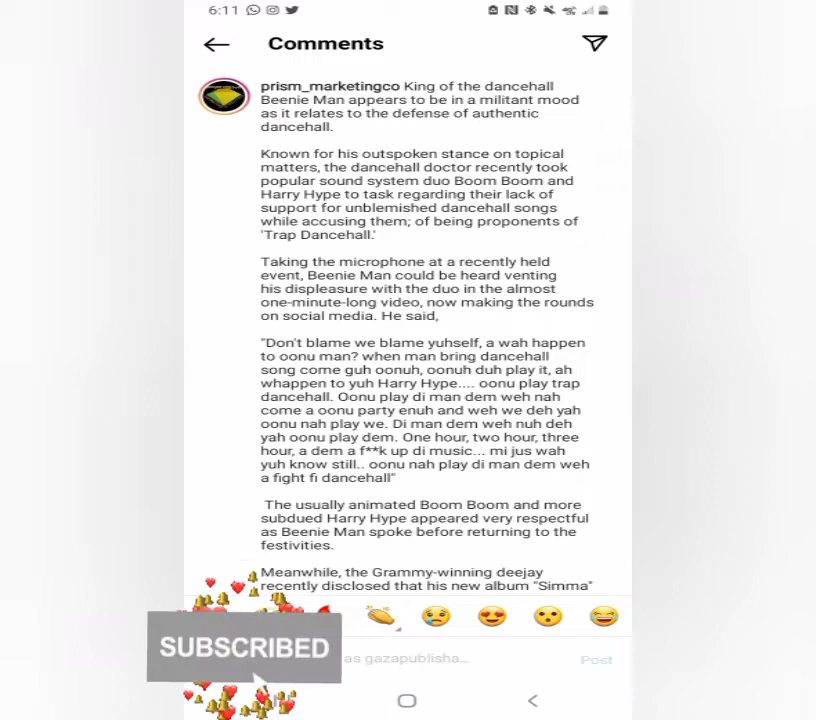 6:11
Comments
prism_marketingco King of the dancehall
Beenie Man appears to be in a militant mood
as it relates to the defense of authentic
dancehall.
Known for his outspoken stance on topical
matters, the dancehall doctor recently took
popular sound system duo Boom Boom and
Harry Hype to task regarding their lack of
support for unblemished dancehall songs
while accusing them; of being proponents of
'Trap Dancehall.'
Taking the microphone at a recently held
event, Beenie Man could be heard venting
his displeasure with the duo in the almost
one-minute-long video, now making the rounds
on social media. He said,
"Don't blame we blame yuhself, a wah happen
to oonu man? when man bring dancehall
song come guh oonuh, oonuh duh play it, ah
whappen to yuh Harry Hype.... oonu play trap
dancehall. Oonu play di man dem weh nah
come a oonu party enuh and weh we deh yah
oonu nah play we. Di man dem weh nuh deh
yah oonu play dem. One hour, two hour, three
hour, a dem a f**k up di music... mi jus wah
yuh know still.. oonu nah play di man dem weh
a fight fi dancehall"
The usually animated Boom Boom and more
subdued Harry Hype appeared very respectful
as Beenie Man spoke before returning to the
festivities.
Meanwhile, the Grammy-winning deejay
recently disclosed that his new album "Simma"
SUBSCRIBED
as gazapublisha...
Post